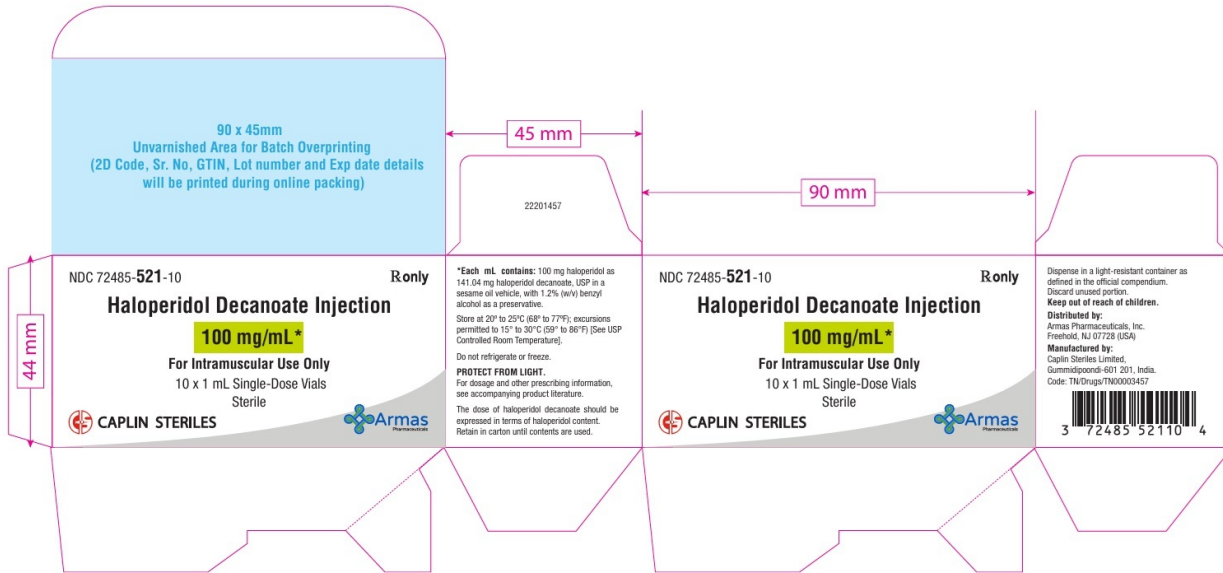 90 x 45mm
Unvarnished Area for Batch Overprinting
(2D Code, Sr. No, GTIN, Lot number and Exp date details
will be printed during online packing)
45 mm
90 mm
22201457
44 mm
NDC 72485-521-10
℞ only
Haloperidol Decanoate Injection
100 mg/mL*
For Intramuscular Use Only
10 x 1 mL Single-Dose Vials
Sterile
CAPLIN STERILES
Armas
Pharmaceuticals
*Each mL contains: 100 mg haloperidol as
141.04 mg haloperidol decanoate, USP in a
sesame oil vehicle, with 1.2% (w/v) benzyl
alcohol as a preservative.
Store at 20º to 25ºC (68º to 77ºF); excursions
permitted to 15° to 30°C (59° to 86°F) [See USP
Controlled Room Temperature].
Do not refrigerate or freeze.
PROTECT FROM LIGHT.
For dosage and other prescribing information,
see accompanying product literature.
The dose of haloperidol decanoate should be
expressed in terms of haloperidol content.
Retain in carton until contents are used.
NDC 72485-521-10
℞ only
Haloperidol Decanoate Injection
100 mg/mL*
For Intramuscular Use Only
10 x 1 mL Single-Dose Vials
Sterile
CAPLIN STERILES
Armas
Pharmaceuticals
Dispense in a light-resistant container as
defined in the official compendium.
Discard unused portion.
Keep out of reach of children.
Distributed by:
Armas Pharmaceuticals, Inc.
Freehold, NJ 07728 (USA)
Manufactured by:
Caplin Steriles Limited,
Gummidipoondi-601 201, India.
Code: TN/Drugs/TN00003457
3 72485 52110 4